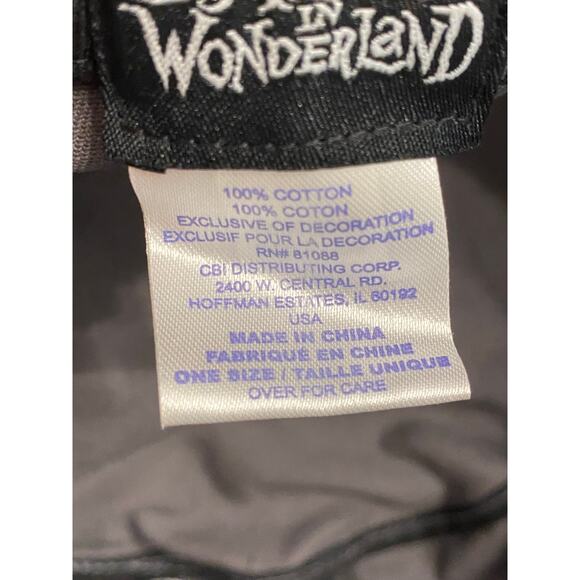 IN
WONDERLAND
100% COTTON
100% COTON
EXCLUSIVE OF DECORATION
EXCLUSIF POUR LA DECORATION
RN# 81088
CBI DISTRIBUTING CORP.
2400 W. CENTRAL RD.
HOFFMAN ESTATES, IL 60192
USA
MADE IN CHINA
FABRIQUÉ EN CHINE
ONE SIZE / TAILLE UNIQUE
OVER FOR CARE